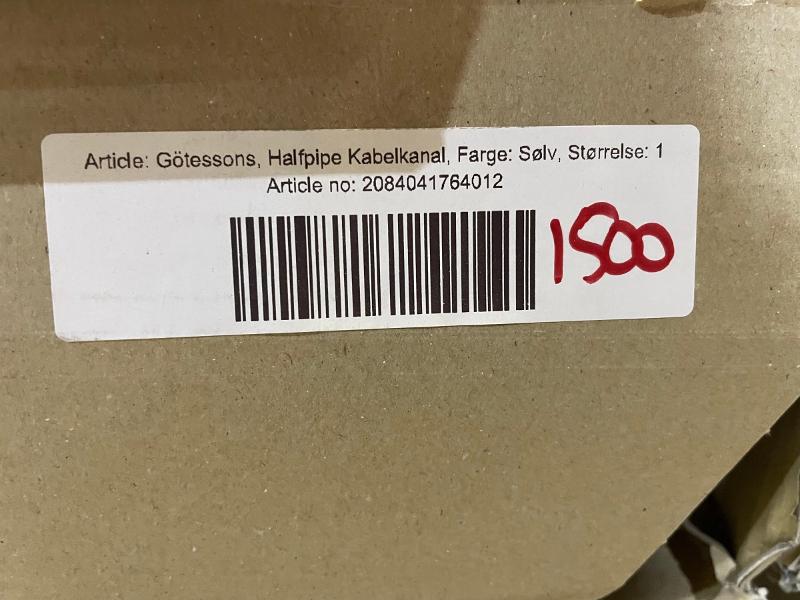 Article: Götessons, Halfpipe Kabelkanal, Farge: Sølv, Størrelse: 1
Article no: 2084041764012
1500